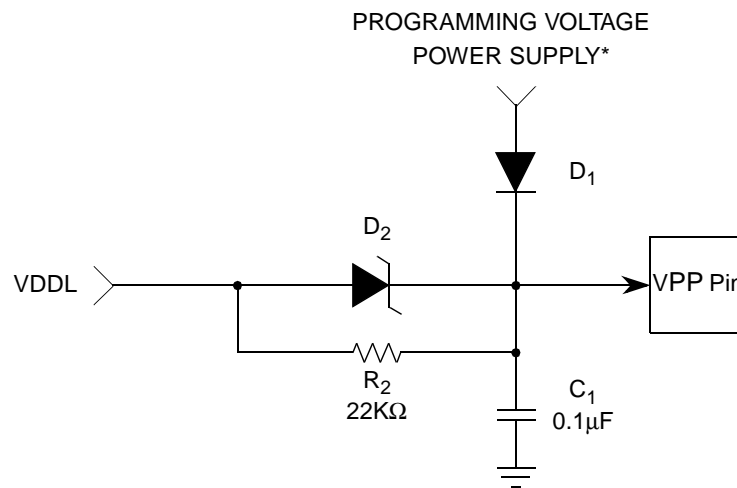 PROGRAMMING VOLTAGE
POWER SUPPLY*
D1
D2
VDDL
VPP Pin
R2
22KΩ
C1
0.1μF